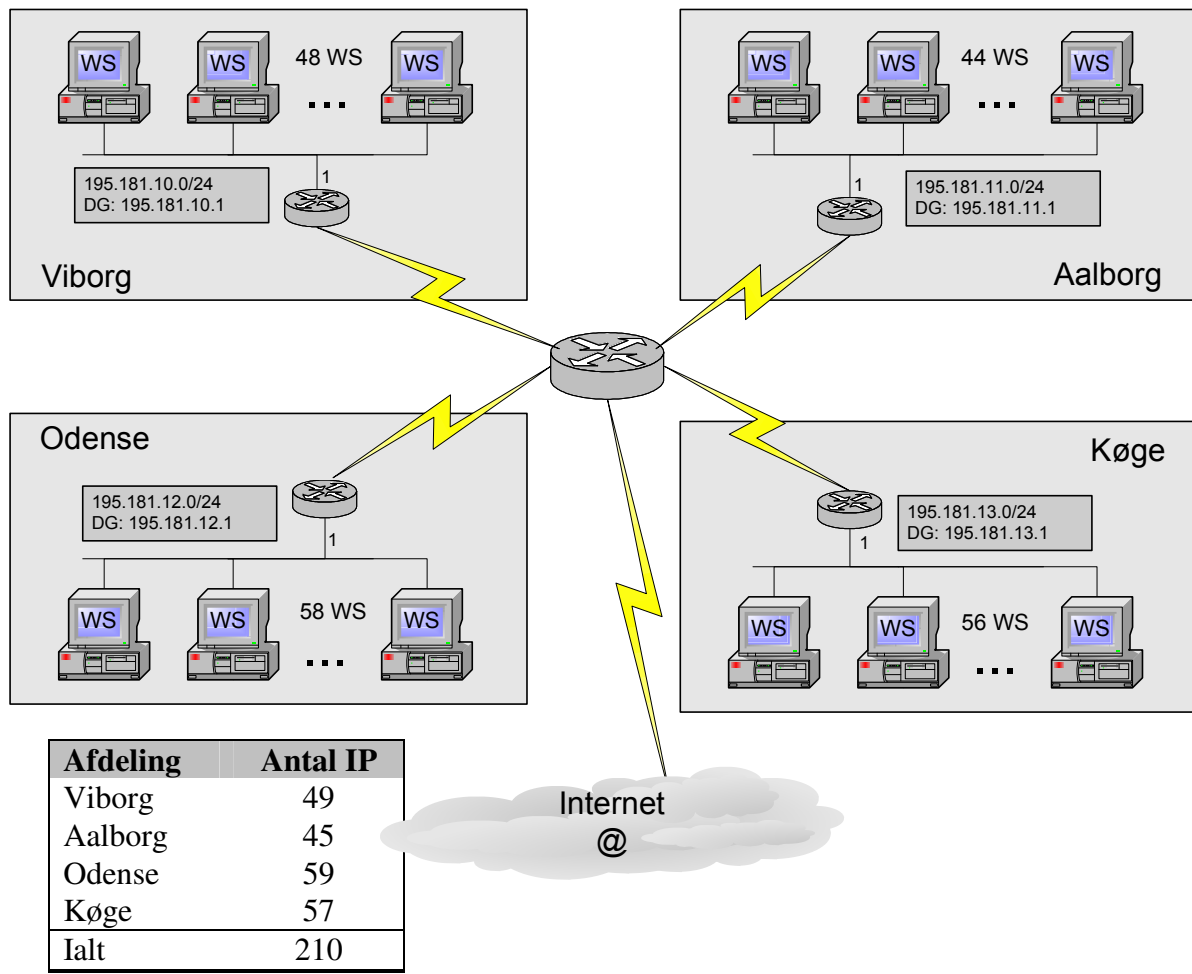 WS WS 48 WS WS
1
195.181.10.0/24
DG: 195.181.10.1
Viborg
WS WS 44 WS WS
1
195.181.11.0/24
DG: 195.181.11.1
Aalborg
Odense
195.181.12.0/24
DG: 195.181.12.1
1
WS WS 58 WS WS
Køge
195.181.13.0/24
DG: 195.181.13.1
1
WS WS 56 WS WS
Afdeling Antal IP
Viborg 49
Aalborg 45
Odense 59
Køge 57
Ialt 210
Internet
@